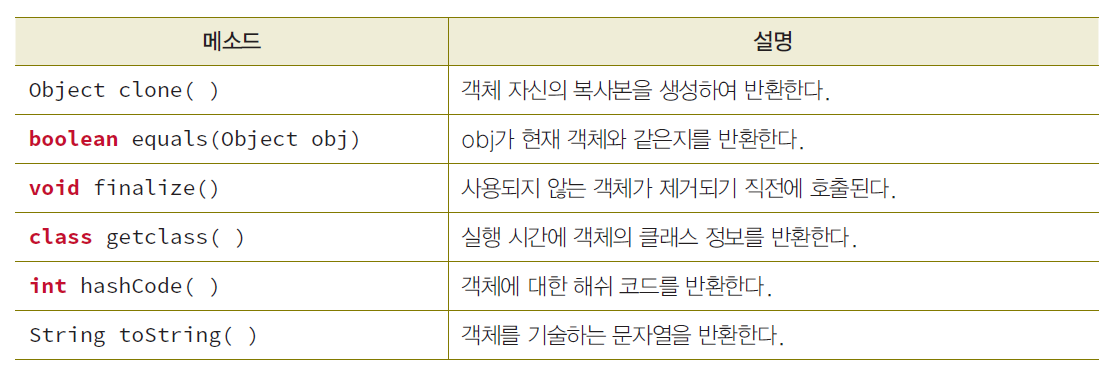 메소드 설명
Object clone( ) 객체 자신의 복사본을 생성하여 반환한다.
boolean equals(Object obj) obj가 현재 객체와 같은지를 반환한다.
void finalize() 사용되지 않는 객체가 제거되기 직전에 호출된다.
class getclass( ) 실행 시간에 객체의 클래스 정보를 반환한다.
int hashCode( ) 객체에 대한 해쉬 코드를 반환한다.
String toString( ) 객체를 기술하는 문자열을 반환한다.